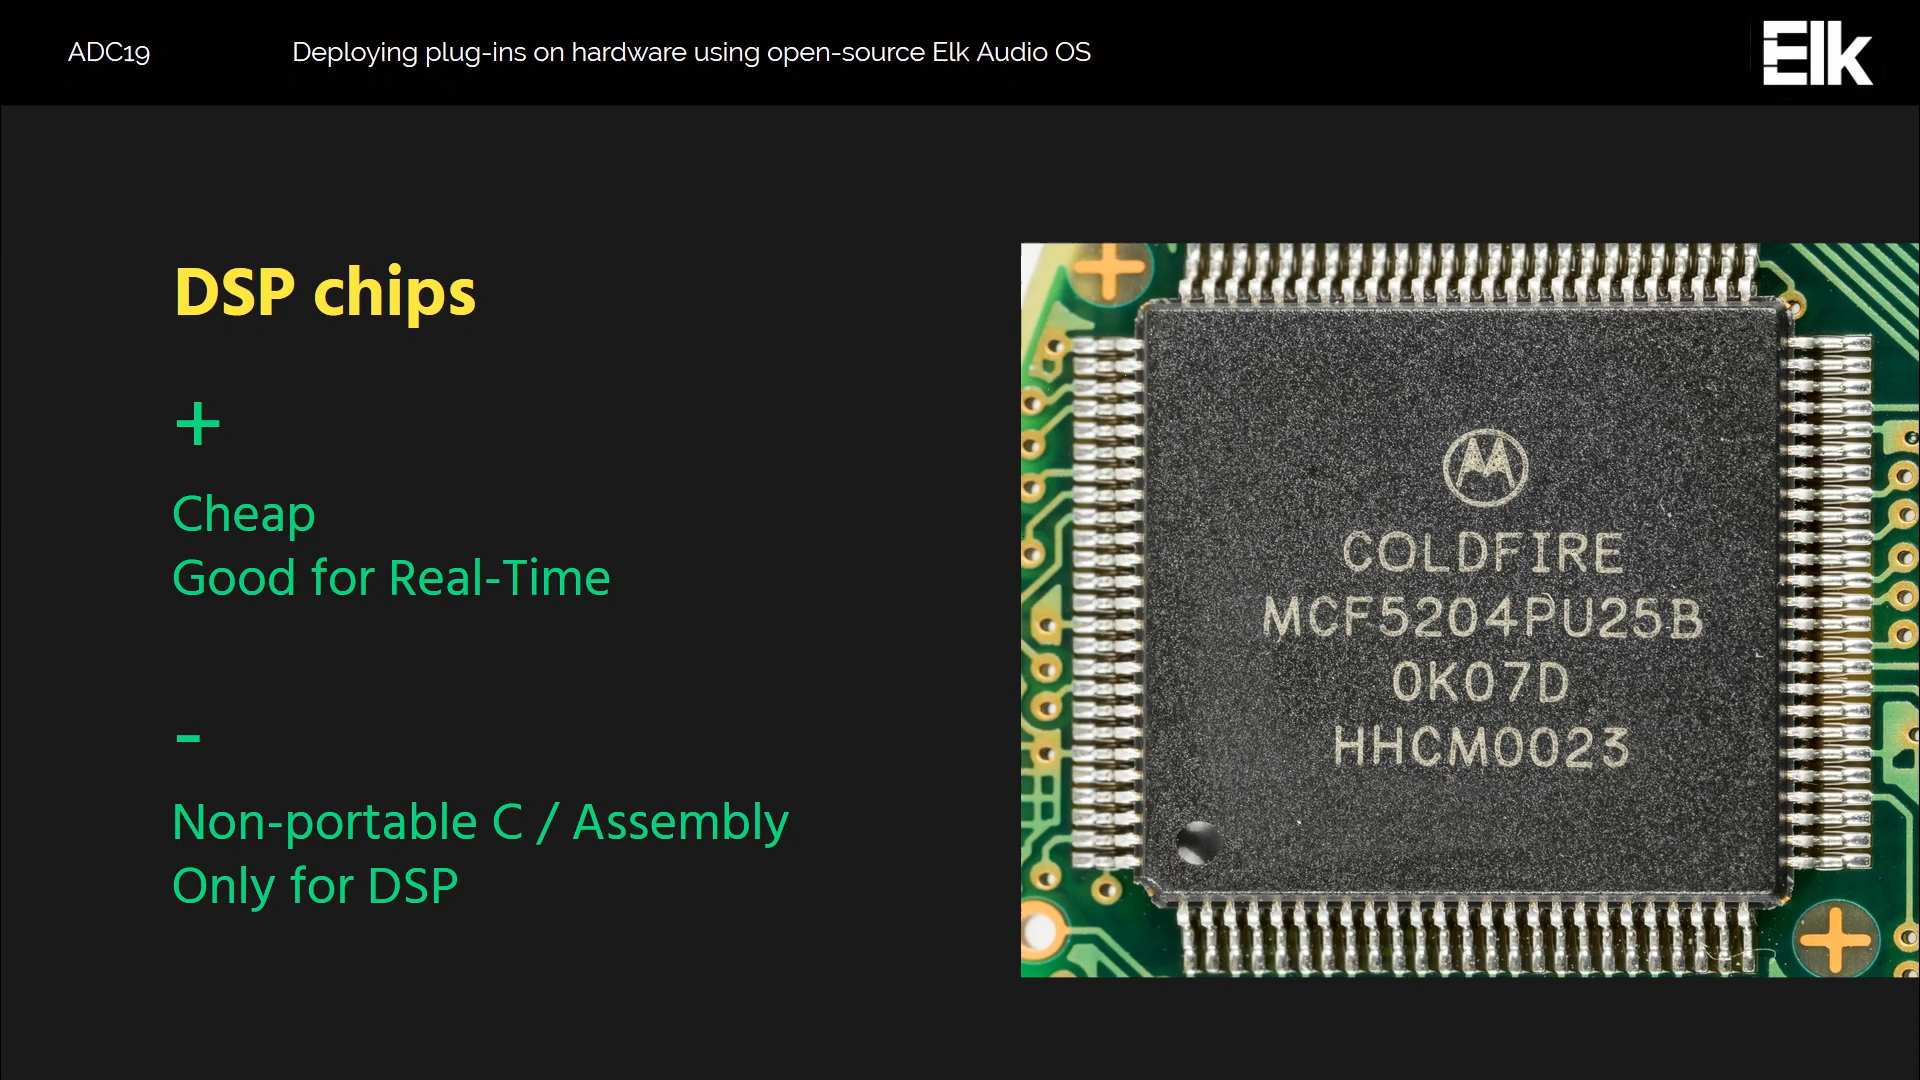 ADC19
Deploying plug-ins on hardware using open-source Elk Audio OS
Elk
DSP chips
+
Cheap
Good for Real-Time
-
Non-portable C / Assembly
Only for DSP
COLDFIRE
MCF5204PU25B
0K07D
HHCM0023